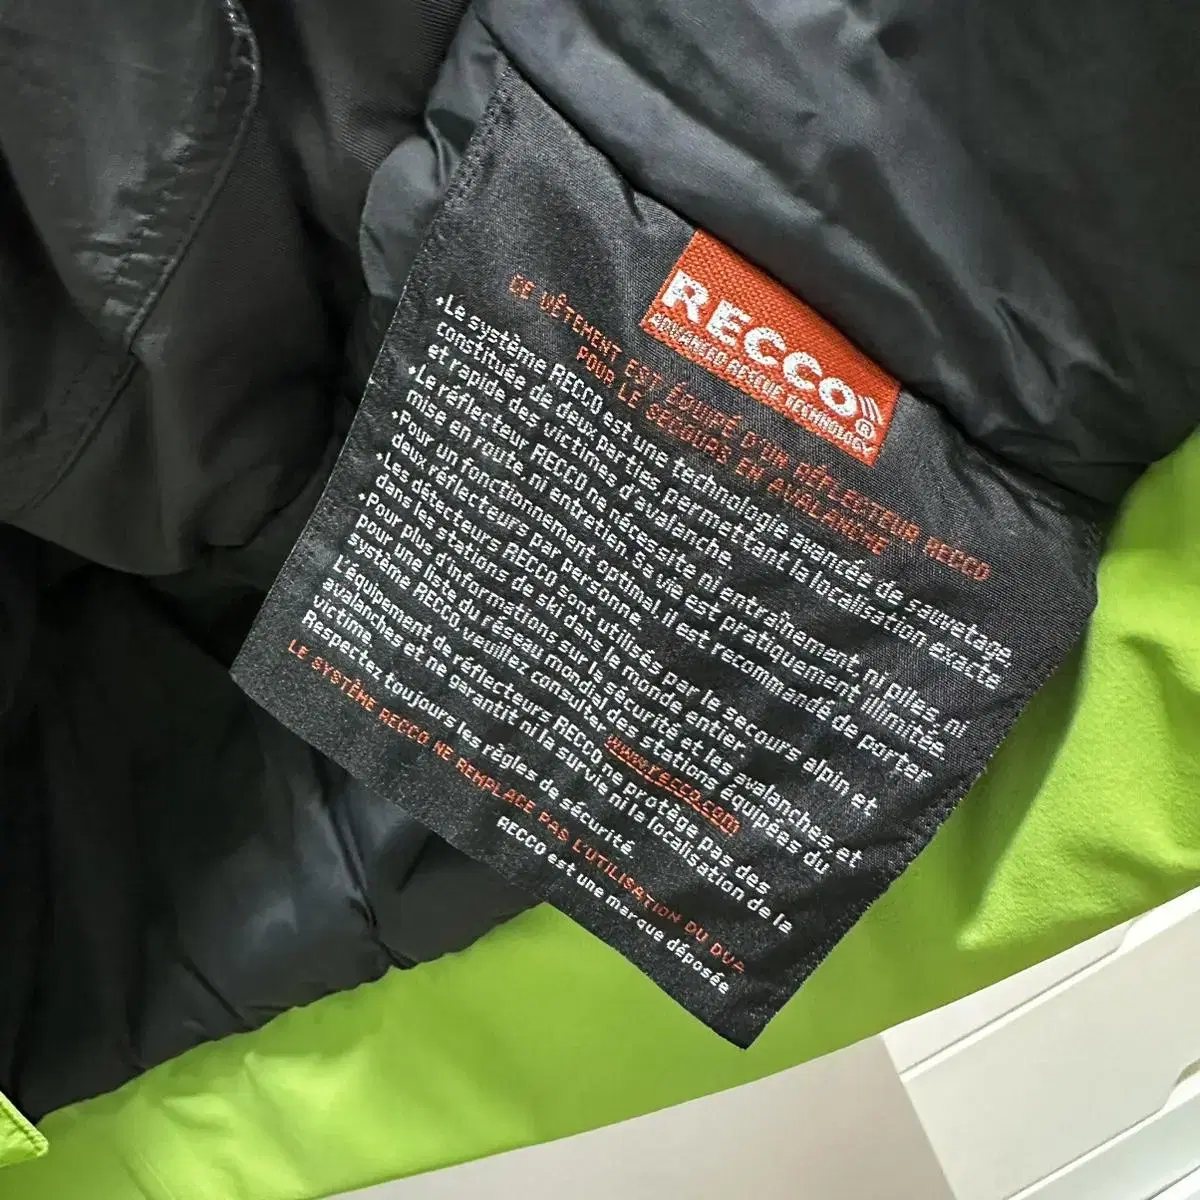 RECCO®
ADVANCED RESCUE TECHNOLOGY
CE VÊTEMENT EST ÉQUIPÉ D'UN RÉFLECTEUR RECCO
POUR LE SECOURS EN AVALANCHE
•Le système RECCO est une technologie avancée de sauvetage,
constituée de deux parties, permettant la localisation exacte
et rapide des victimes d'avalanche
•Le réflecteur RECCO ne nécessite ni entraînement, ni piles, ni
mise en route, ni entretien. Sa vie est pratiquement illimitée.
•Pour un fonctionnement optimal, il est recommandé de porter
deux réflecteurs par personne.
•Les détecteurs RECCO sont utilisés par le secours alpin et
dans les stations de ski dans le monde entier
•Pour plus d'informations sur la sécurité et les avalanches, et
pour une liste du réseau mondial des stations équipées du
système RECCO veuillez consulter www.recco.com
L'équipement de réflecteurs RECCO ne protège pas des
avalanches et ne garantit ni la survie ni la localisation de la
victime.
Respectez toujours les règles de sécurité.
LE SYSTÈME RECCO NE REMPLACE PAS L'UTILISATION DU DVA
RECCO est une marque déposée